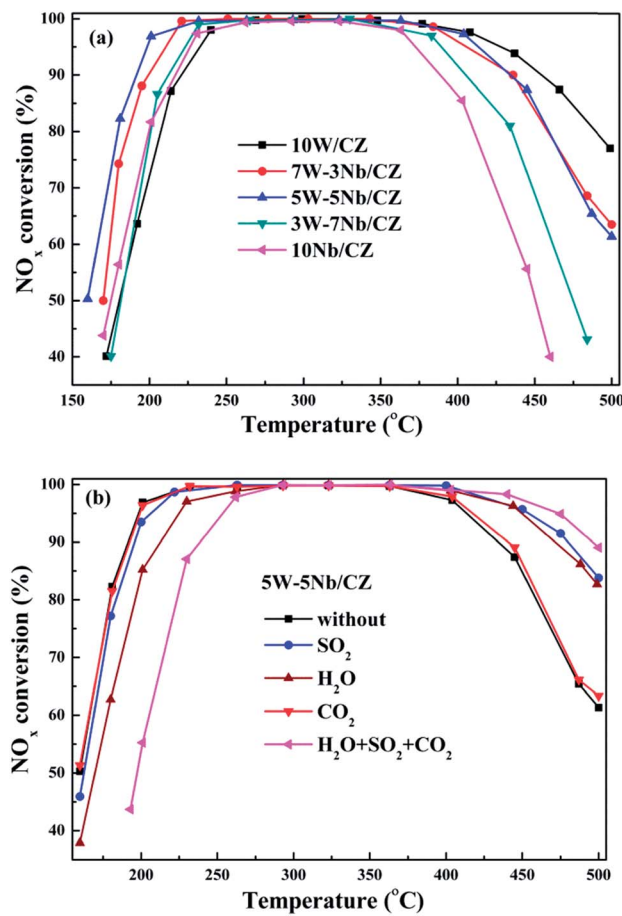 (a)
NOx conversion (%)
100
90
80
70
60
50
40
10W/CZ
7W-3Nb/CZ
5W-5Nb/CZ
3W-7Nb/CZ
10Nb/CZ
150 200 250 300 350 400 450 500
Temperature (°C)
(b)
NOx conversion (%)
100
90
80
70
60
50
40
5W-5Nb/CZ
without
SO2
H2O
CO2
H2O+SO2+CO2
200 250 300 350 400 450 500
Temperature (°C)